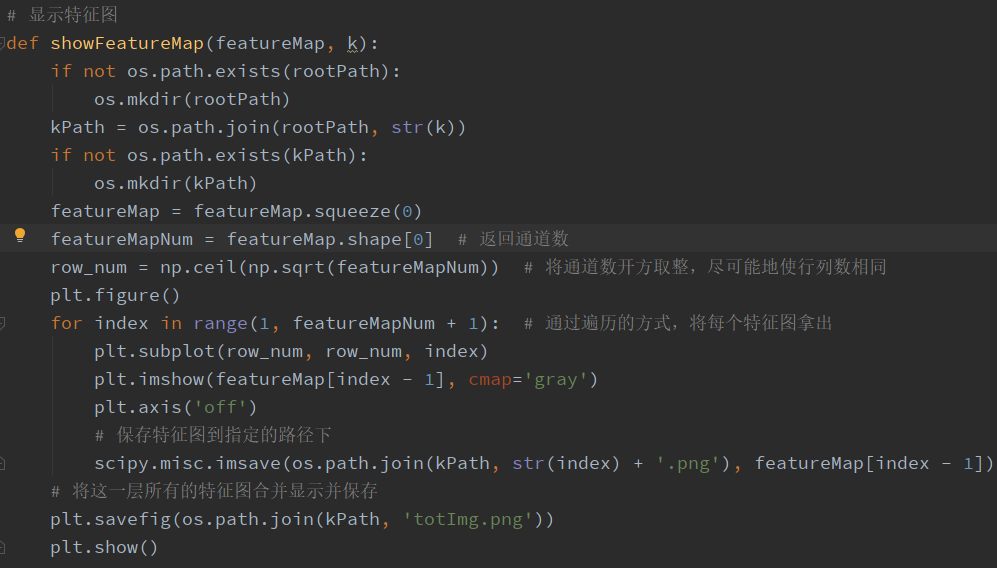 # 显示特征图
def showFeatureMap(featureMap, k):
    if not os.path.exists(rootPath):
        os.mkdir(rootPath)
    kPath = os.path.join(rootPath, str(k))
    if not os.path.exists(kPath):
        os.mkdir(kPath)
    featureMap = featureMap.squeeze(0)
    featureMapNum = featureMap.shape[0]  # 返回通道数
    row_num = np.ceil(np.sqrt(featureMapNum))  # 将通道数开方取整，尽可能地使行列数相同
    plt.figure()
    for index in range(1, featureMapNum + 1):  # 通过遍历的方式，将每个特征图拿出
        plt.subplot(row_num, row_num, index)
        plt.imshow(featureMap[index - 1], cmap='gray')
        plt.axis('off')
        # 保存特征图到指定的路径下
        scipy.misc.imsave(os.path.join(kPath, str(index) + '.png'), featureMap[index - 1])
    # 将这一层所有的特征图合并显示并保存
    plt.savefig(os.path.join(kPath, 'totImg.png'))
    plt.show()